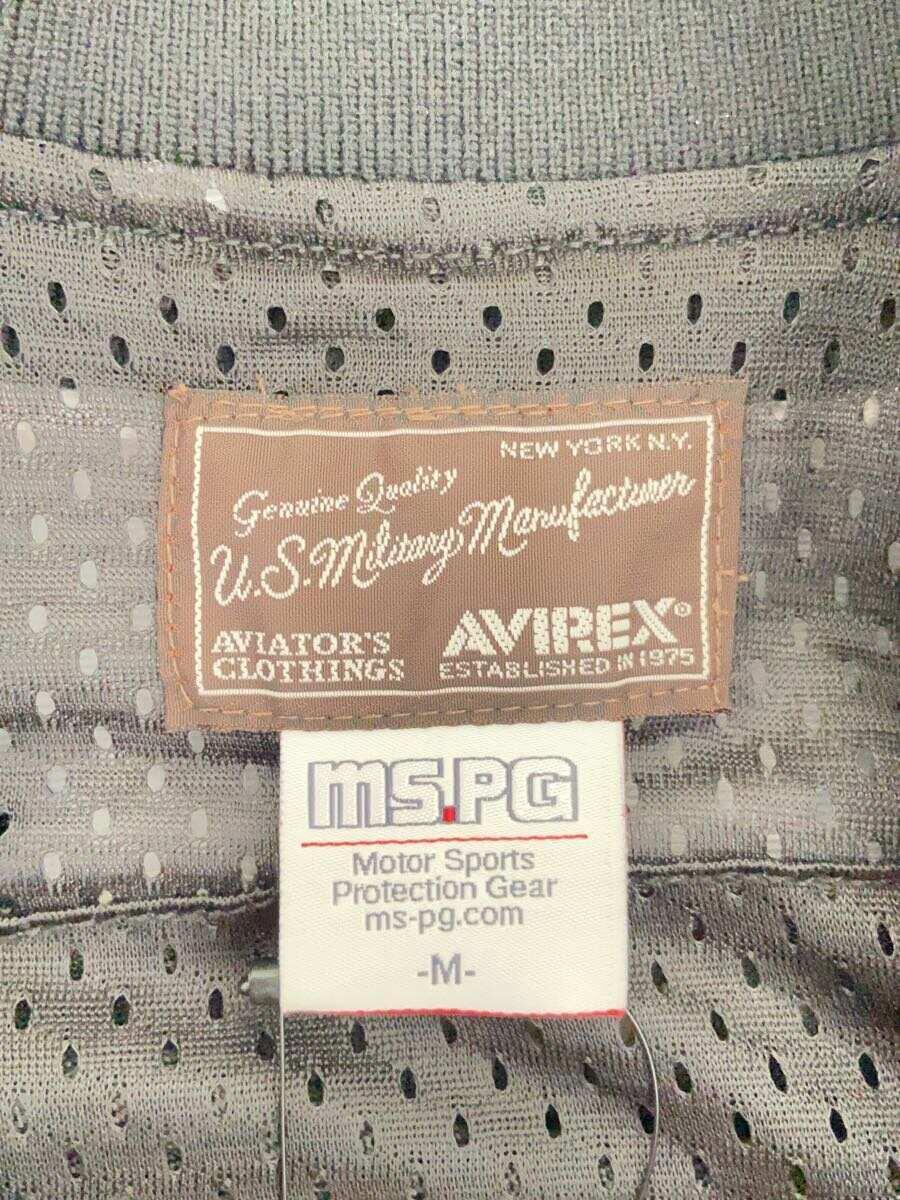 NEW YORK N.Y.
Genuine Quality
U.S. Military Manufacturer
AVIATOR'S
CLOTHINGS
AVIREX®
ESTABLISHED IN 1975
ms.PG
Motor Sports
Protection Gear
ms-pg.com
-M-